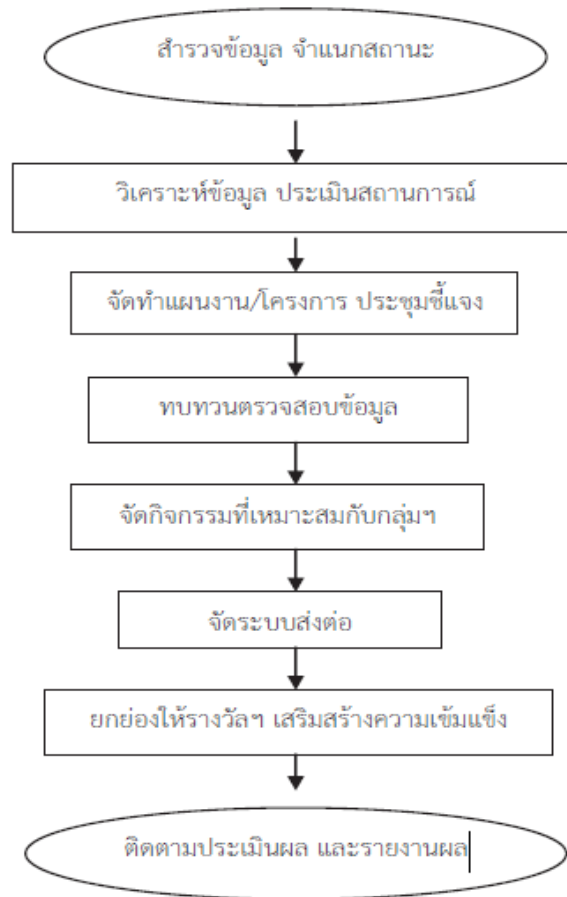 สำรวจข้อมูล จำแนกสถานะ
วิเคราะห์ข้อมูล ประเมินสถานการณ์
จัดทำแผนงาน/โครงการ ประชุมชี้แจง
ทบทวนตรวจสอบข้อมูล
จัดกิจกรรมที่เหมาะสมกับกลุ่มฯ
จัดระบบส่งต่อ
ยกย่องให้รางวัลฯ เสริมสร้างความเข้มแข็ง
ติดตามประเมินผล และรายงานผล